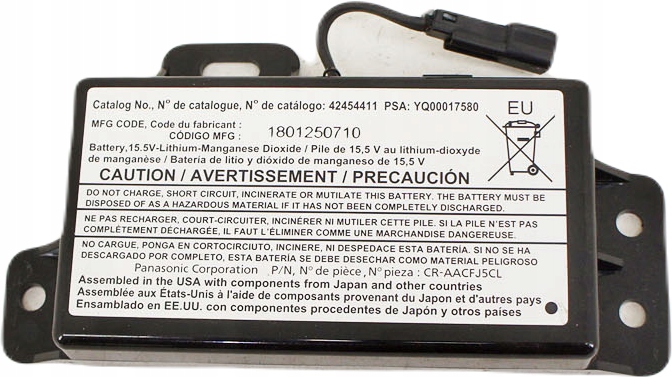 Catalog No., Nº de catalogue, Nº de catálogo: 42454411 PSA: YQ00017580
EU
MFG CODE, Code du fabricant :
CÓDIGO MFG : 1801250710
Battery,15.5V-Lithium-Manganese Dioxide / Pile de 15,5 V au lithium-dioxyde
de manganèse / Bateria de litio y dióxido de manganeso de 15,5 V
CAUTION / AVERTISSEMENT / PRECAUCIÓN
DO NOT CHARGE, SHORT CIRCUIT, INCINERATE OR MUTILATE THIS BATTERY. THE BATTERY MUST BE
DISPOSED OF AS A HAZARDOUS MATERIAL IF IT HAS NOT BEEN COMPLETELY DISCHARGED.
NE PAS RECHARGER, COURT-CIRCUITER, INCINÉRER NI MUTILER CETTE PILE. SI LA PILE N'EST PAS
COMPLÈTEMENT DÉCHARGÉE, IL FAUT L'ÉLIMINER COMME UNE MARCHANDISE DANGEREUSE.
NO CARGUE, PONGA EN CORTOCIRCUTO, INCINERE NI DESPEDACE ESTA BATERÍA. SI NO SE HA
DESCARGADO POR COMPLETO, ESTA BATERÍA SE DEBE DESECHAR COMO MATERIAL PELIGROSO
Panasonic Corporation P/N, Nº de pièce, Nº pieza : CR-AACFJ5CL
Assembled in the USA with components from Japan and other countries
Assemblée aux États-Unis à l'aide de composants provenant du Japon et d'autres pays
Ensamblado en EE.UU. con componentes procedentes de Japón y otros países